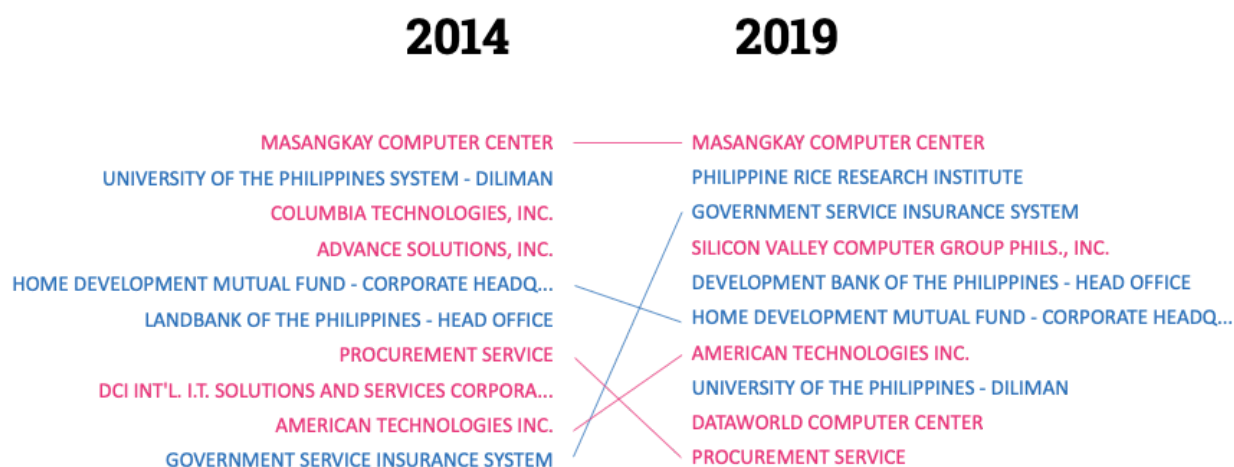 2014
2019
MASANGKAY COMPUTER CENTER
UNIVERSITY OF THE PHILIPPINES SYSTEM - DILIMAN
COLUMBIA TECHNOLOGIES, INC.
ADVANCE SOLUTIONS, INC.
HOME DEVELOPMENT MUTUAL FUND - CORPORATE HEADQ...
LANDBANK OF THE PHILIPPINES - HEAD OFFICE
PROCUREMENT SERVICE
DCI INT'L. I.T. SOLUTIONS AND SERVICES CORPORA...
AMERICAN TECHNOLOGIES INC.
GOVERNMENT SERVICE INSURANCE SYSTEM
MASANGKAY COMPUTER CENTER
PHILIPPINE RICE RESEARCH INSTITUTE
GOVERNMENT SERVICE INSURANCE SYSTEM
SILICON VALLEY COMPUTER GROUP PHILS., INC.
DEVELOPMENT BANK OF THE PHILIPPINES - HEAD OFFICE
HOME DEVELOPMENT MUTUAL FUND - CORPORATE HEADQ...
AMERICAN TECHNOLOGIES INC.
UNIVERSITY OF THE PHILIPPINES - DILIMAN
DATAWORLD COMPUTER CENTER
PROCUREMENT SERVICE